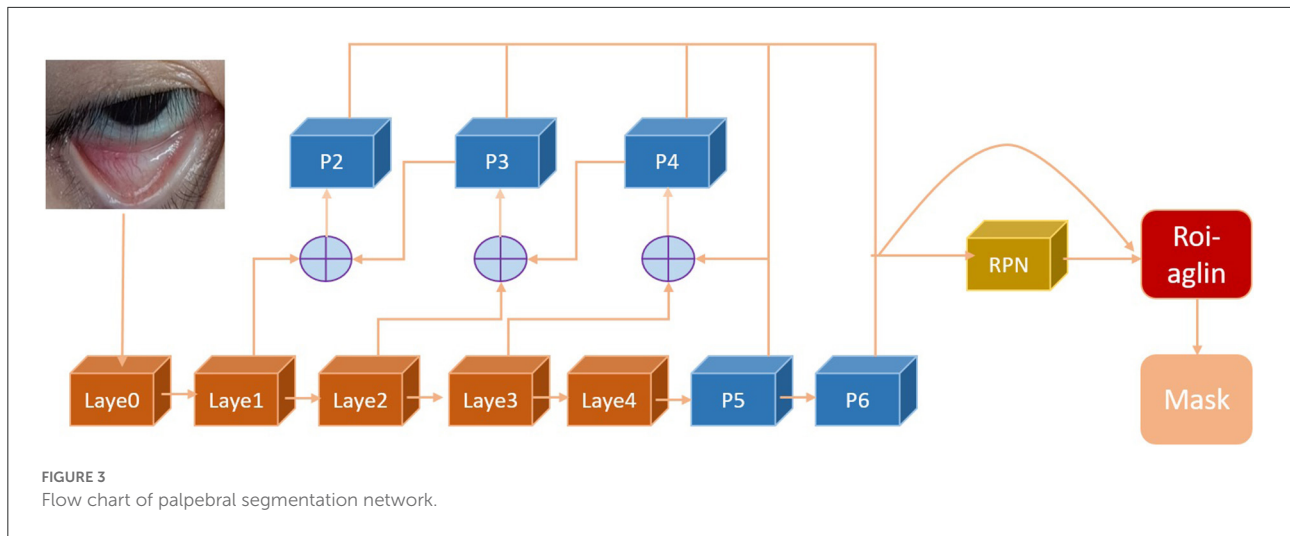 P2
P3
P4
RPN
Roi-
aglin
Laye0
Laye1
Laye2
Laye3
Laye4
P5
P6
Mask
FIGURE 3
Flow chart of palpebral segmentation network.